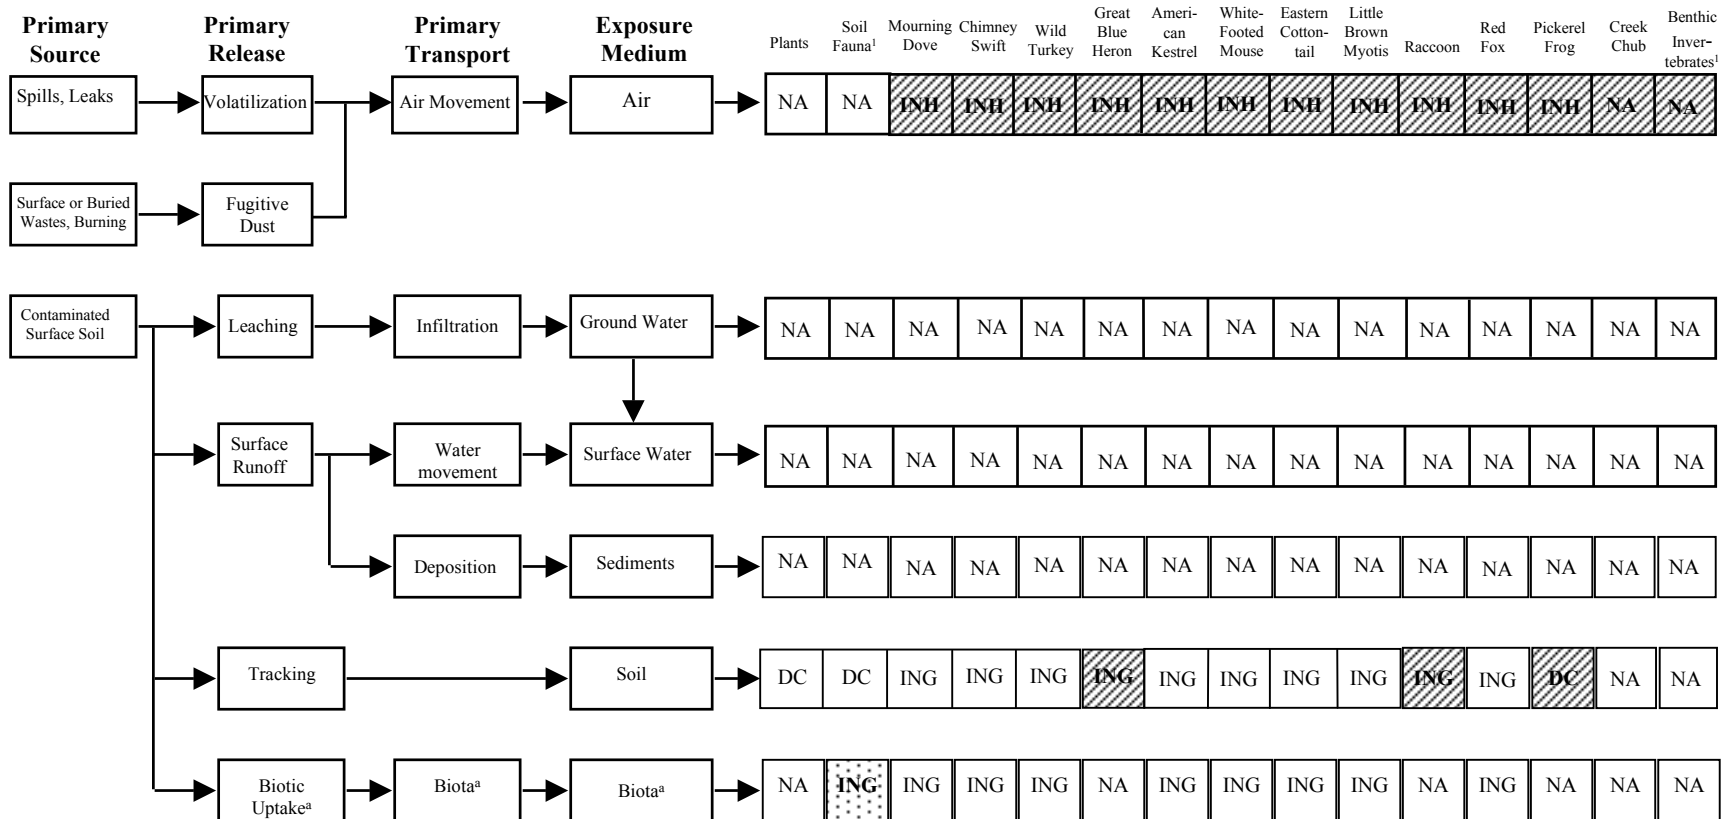 Primary
Source
Primary
Release
Primary
Transport
Exposure
Medium
Plants
Soil
Fauna¹
Mourning
Dove
Chimney
Swift
Wild
Turkey
Great
Blue
Heron
Ameri-
can
Kestrel
White-
Footed
Mouse
Eastern
Cotton-
tail
Little
Brown
Myotis
Raccoon
Red
Fox
Pickerel
Frog
Creek
Chub
Benthic
Inver-
tebrates¹
Spills, Leaks
Volatilization
Air Movement
Air
NA NA INH INH INH INH INH INH INH INH INH INH INH NA NA
Surface or Buried
Wastes, Burning
Fugitive
Dust
Contaminated
Surface Soil
Leaching
Infiltration
Ground Water
NA NA NA NA NA NA NA NA NA NA NA NA NA NA NA
Surface
Runoff
Water
movement
Surface Water
NA NA NA NA NA NA NA NA NA NA NA NA NA NA NA
Deposition
Sediments
NA NA NA NA NA NA NA NA NA NA NA NA NA NA NA
Tracking
Soil
DC DC ING ING ING ING ING ING ING ING ING ING DC NA NA
Biotic
Uptakeᵃ
Biotaᵃ
Biotaᵃ
NA ING ING ING ING NA ING ING ING ING NA ING NA NA NA